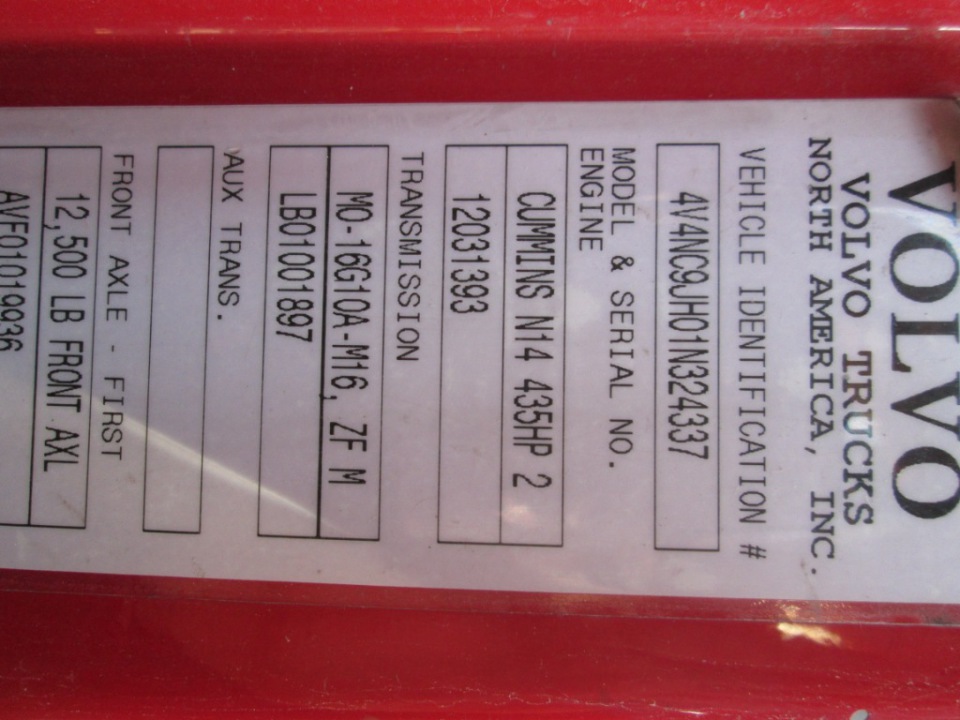 VOLVO
VOLVO TRUCKS
NORTH AMERICA, INC.
VEHICLE IDENTIFICATION #
4V4NC9JH01N324337
MODEL & SERIAL NO.
ENGINE
CUMMINS N14 435HP 2
12031393
TRANSMISSION
MO-16G10A-M16, ZF M
LB01001897
AUX TRANS.
FRONT AXLE - FIRST
12,500 LB FRONT AXL
AVF01019936